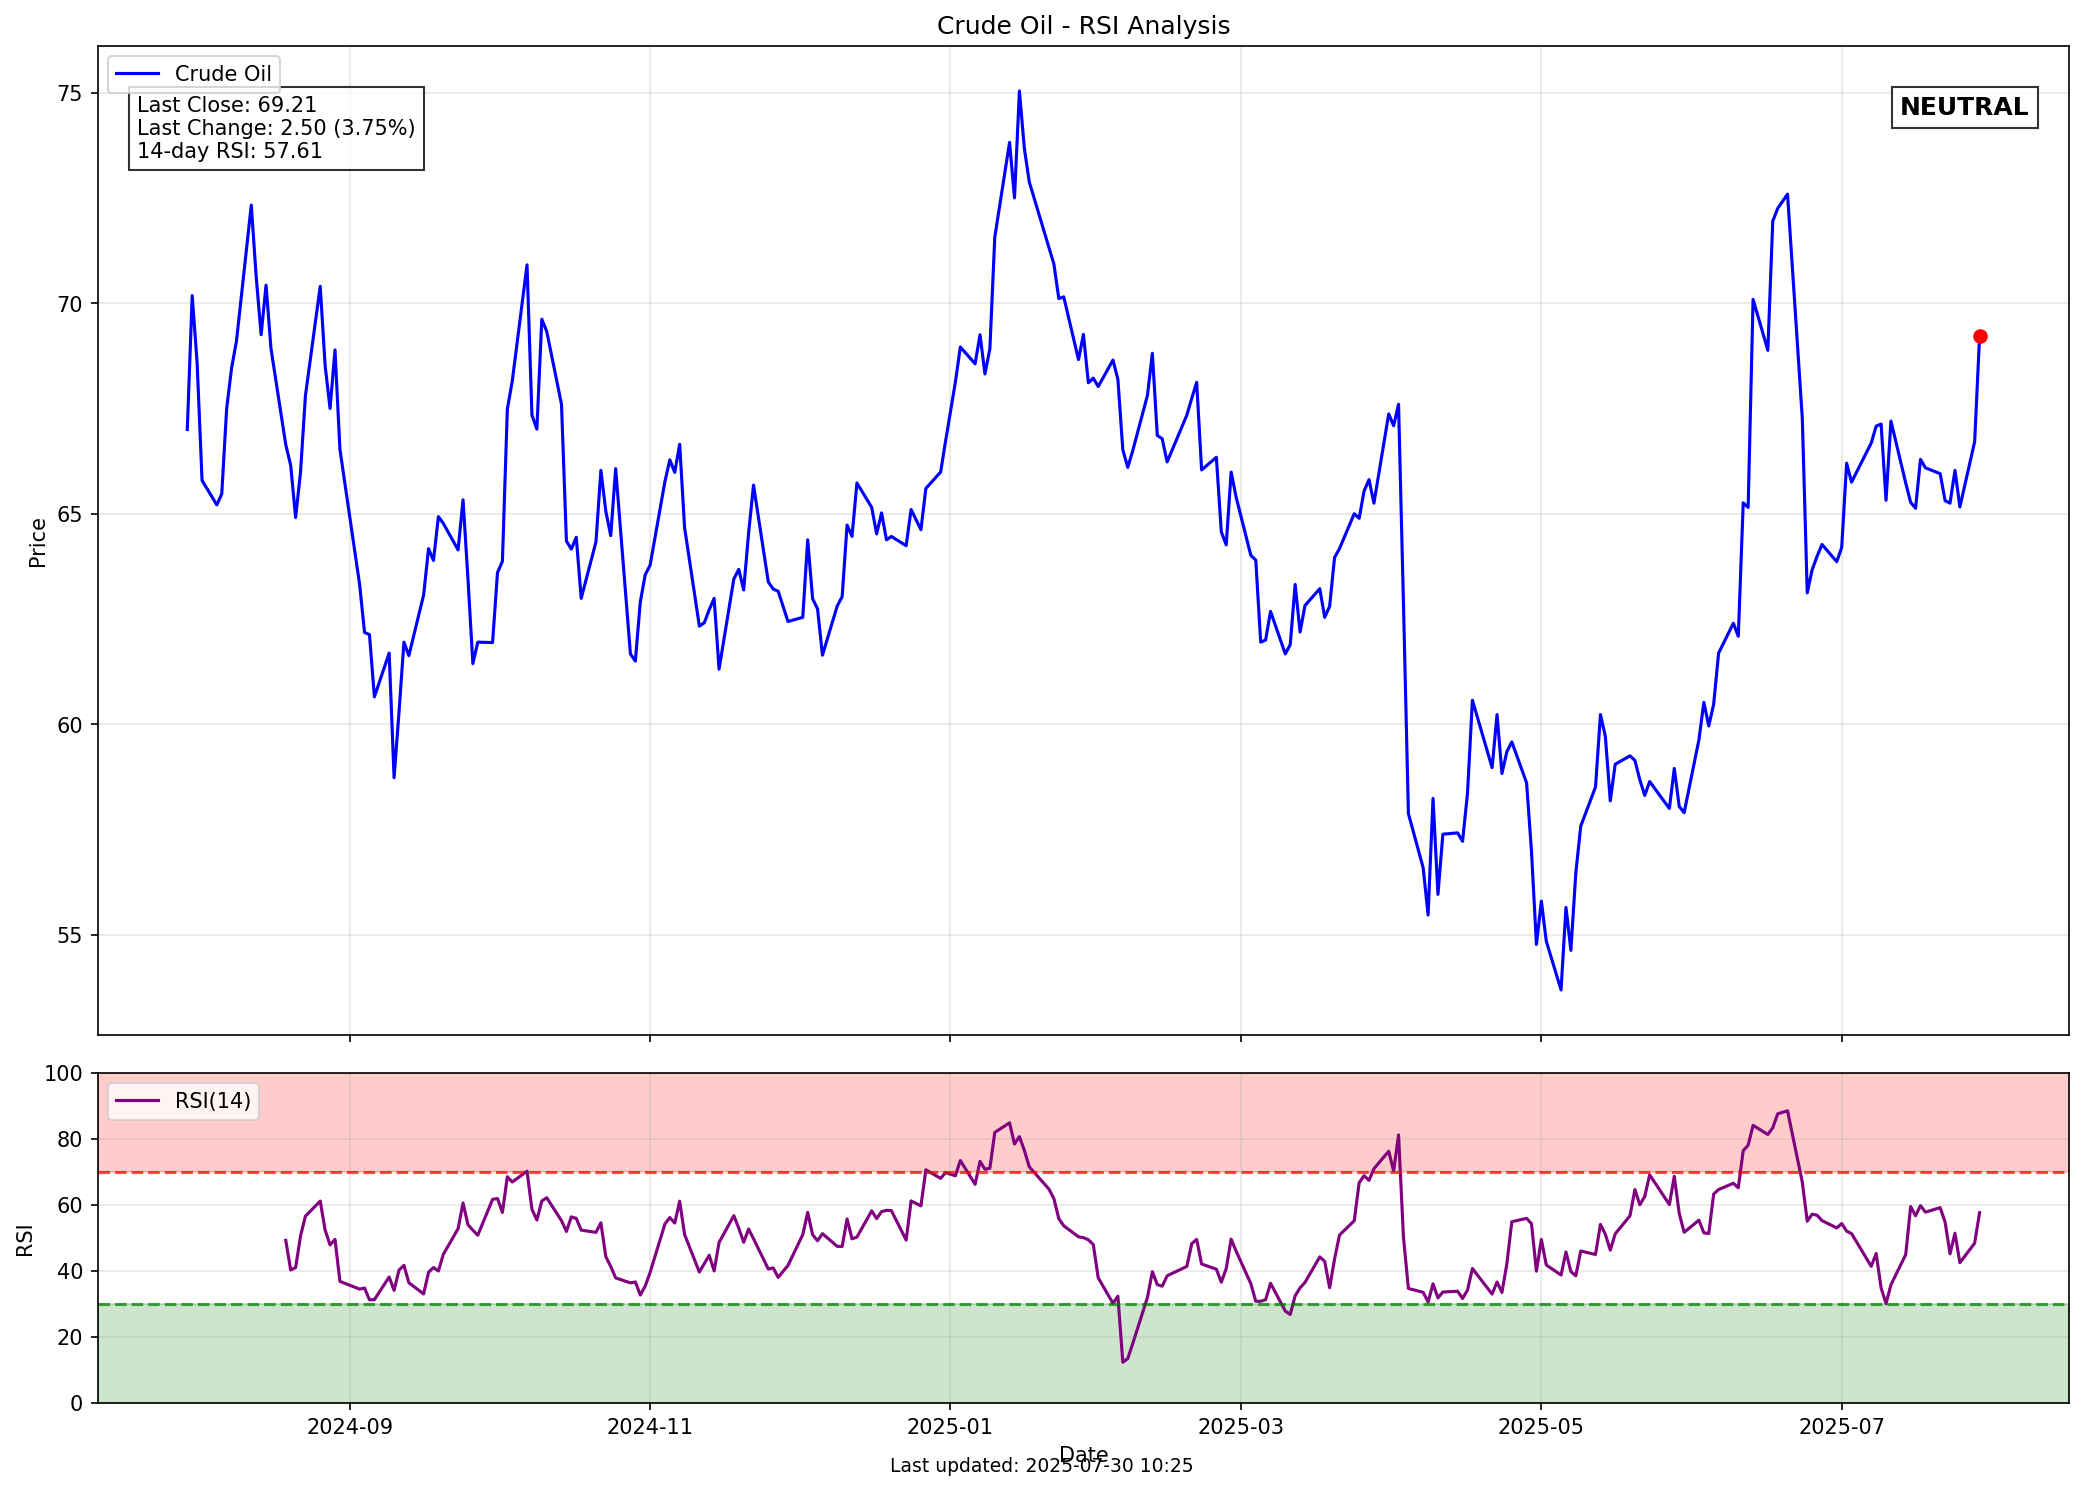 Crude Oil - RSI Analysis
Crude Oil
Last Close: 69.21
Last Change: 2.50 (3.75%)
14-day RSI: 57.61
NEUTRAL
75
70
65
60
55
Price
RSI(14)
100
80
60
40
20
0
RSI
2024-09
2024-11
2025-01
2025-03
2025-05
2025-07
Date
Last updated: 2025-07-30 10:25